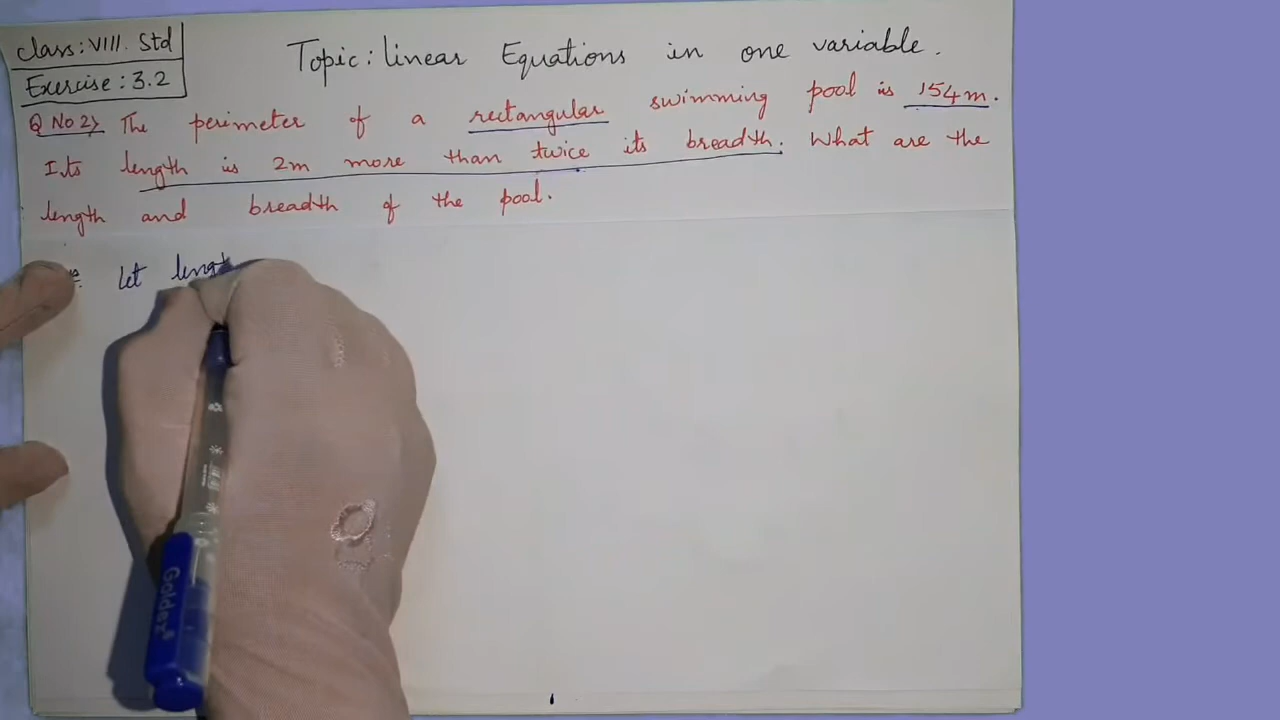 Class: VIII. Std
Exercise: 3.2
Topic: linear Equations in one variable.
Q No 2) The perimeter of a rectangular swimming pool is 154m.
Its length is 2m more than twice its breadth. What are the
length and breadth of the pool.
Let
Goldex